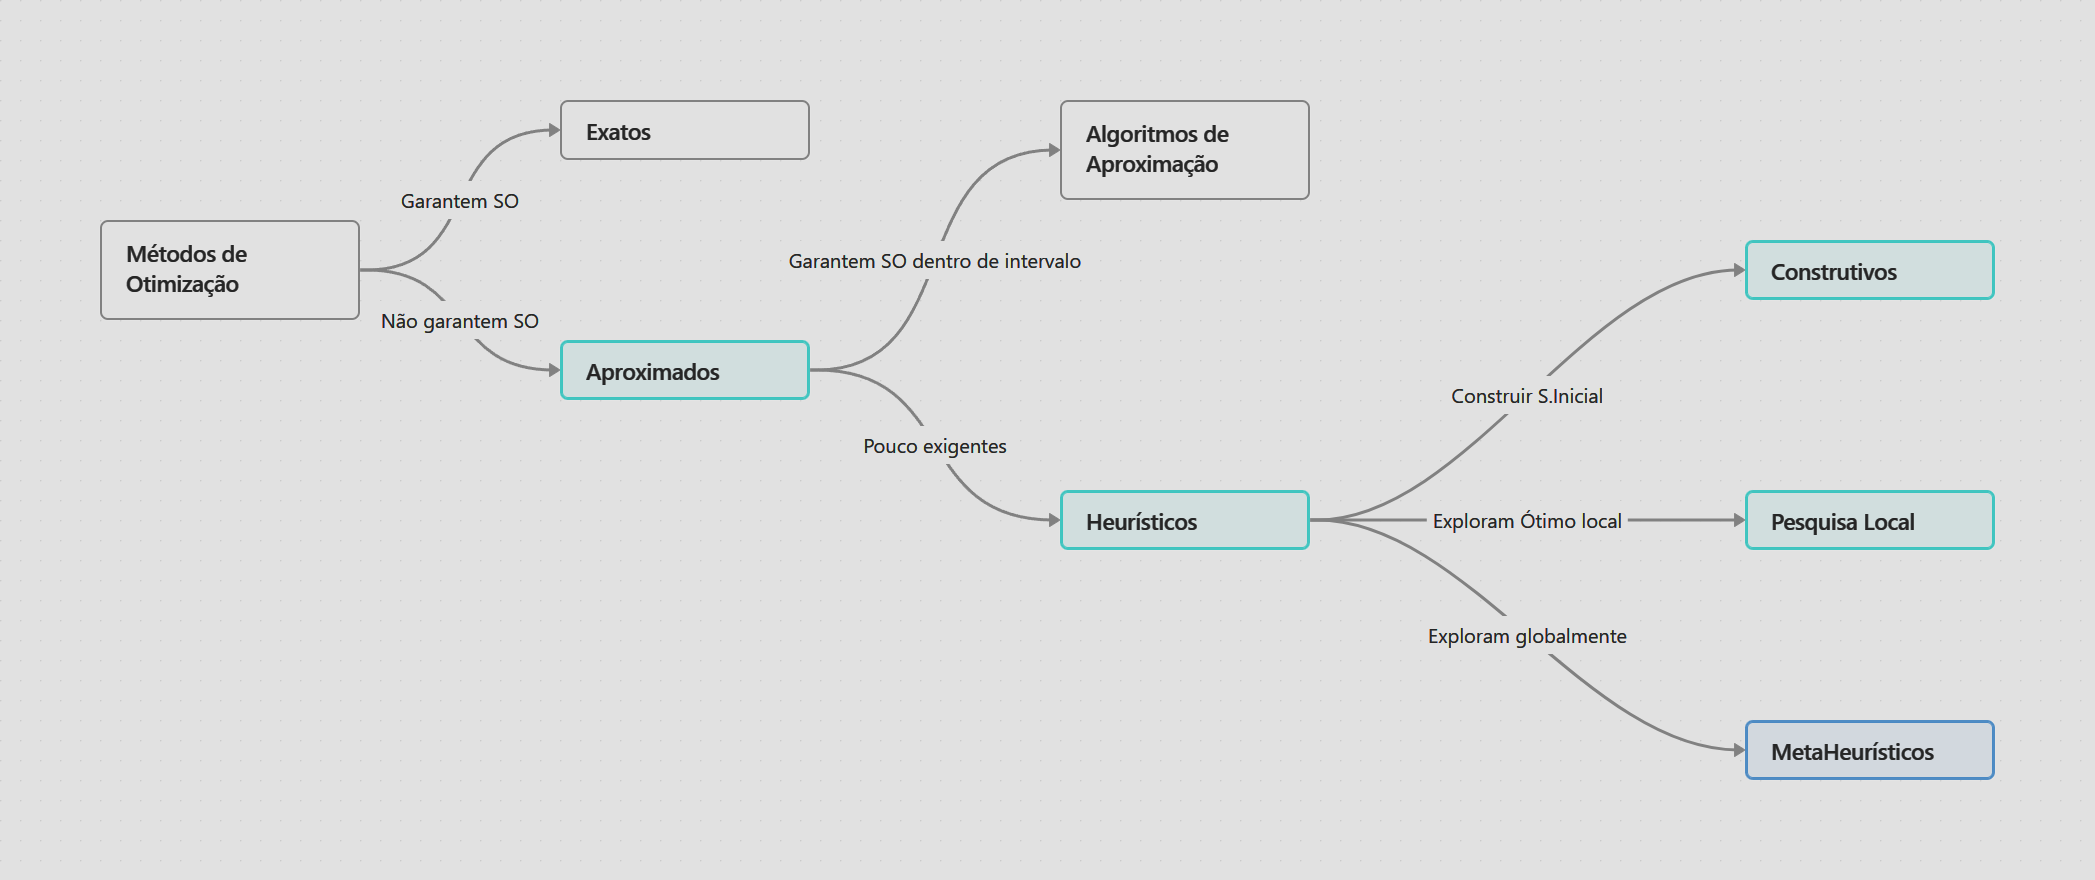 Métodos de
Otimização
Garantem SO
Não garantem SO
Exatos
Aproximados
Garantem SO dentro de intervalo
Pouco exigentes
Algoritmos de
Aproximação
Heurísticos
Construir S.Inicial
Exploram Ótimo local
Exploram globalmente
Construtivos
Pesquisa Local
MetaHeurísticos